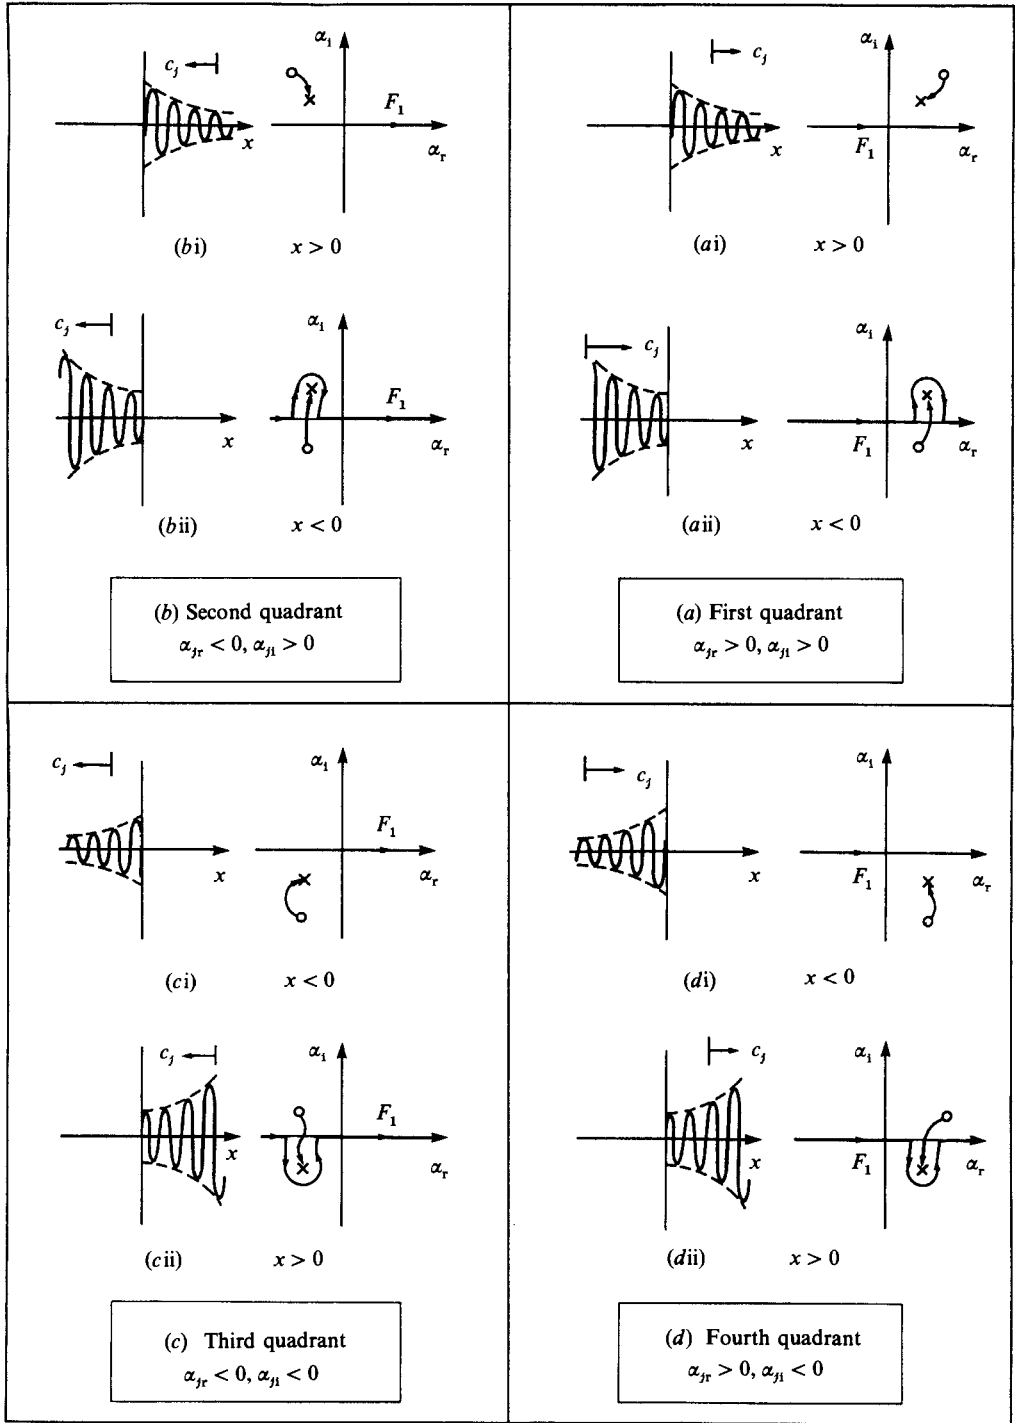 α_i
c_j
F_1
x
α_r
(bi) x > 0
α_i
c_j
F_1
x
α_r
(bii) x < 0
(b) Second quadrant
α_jr < 0, α_ji > 0
α_i
c_j
F_1
x
α_r
(ai) x > 0
α_i
c_j
F_1
x
α_r
(aii) x < 0
(a) First quadrant
α_jr > 0, α_ji > 0
α_i
c_j
F_1
x
α_r
(ci) x < 0
α_i
c_j
F_1
x
α_r
(cii) x > 0
(c) Third quadrant
α_jr < 0, α_ji < 0
α_i
c_j
F_1
x
α_r
(di) x < 0
α_i
c_j
F_1
x
α_r
(dii) x > 0
(d) Fourth quadrant
α_jr > 0, α_ji < 0